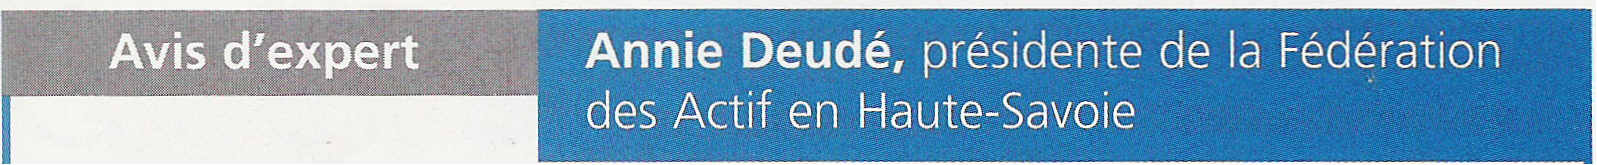 Avis d'expert
Annie Deudé, présidente de la Fédération
des Actif en Haute-Savoie